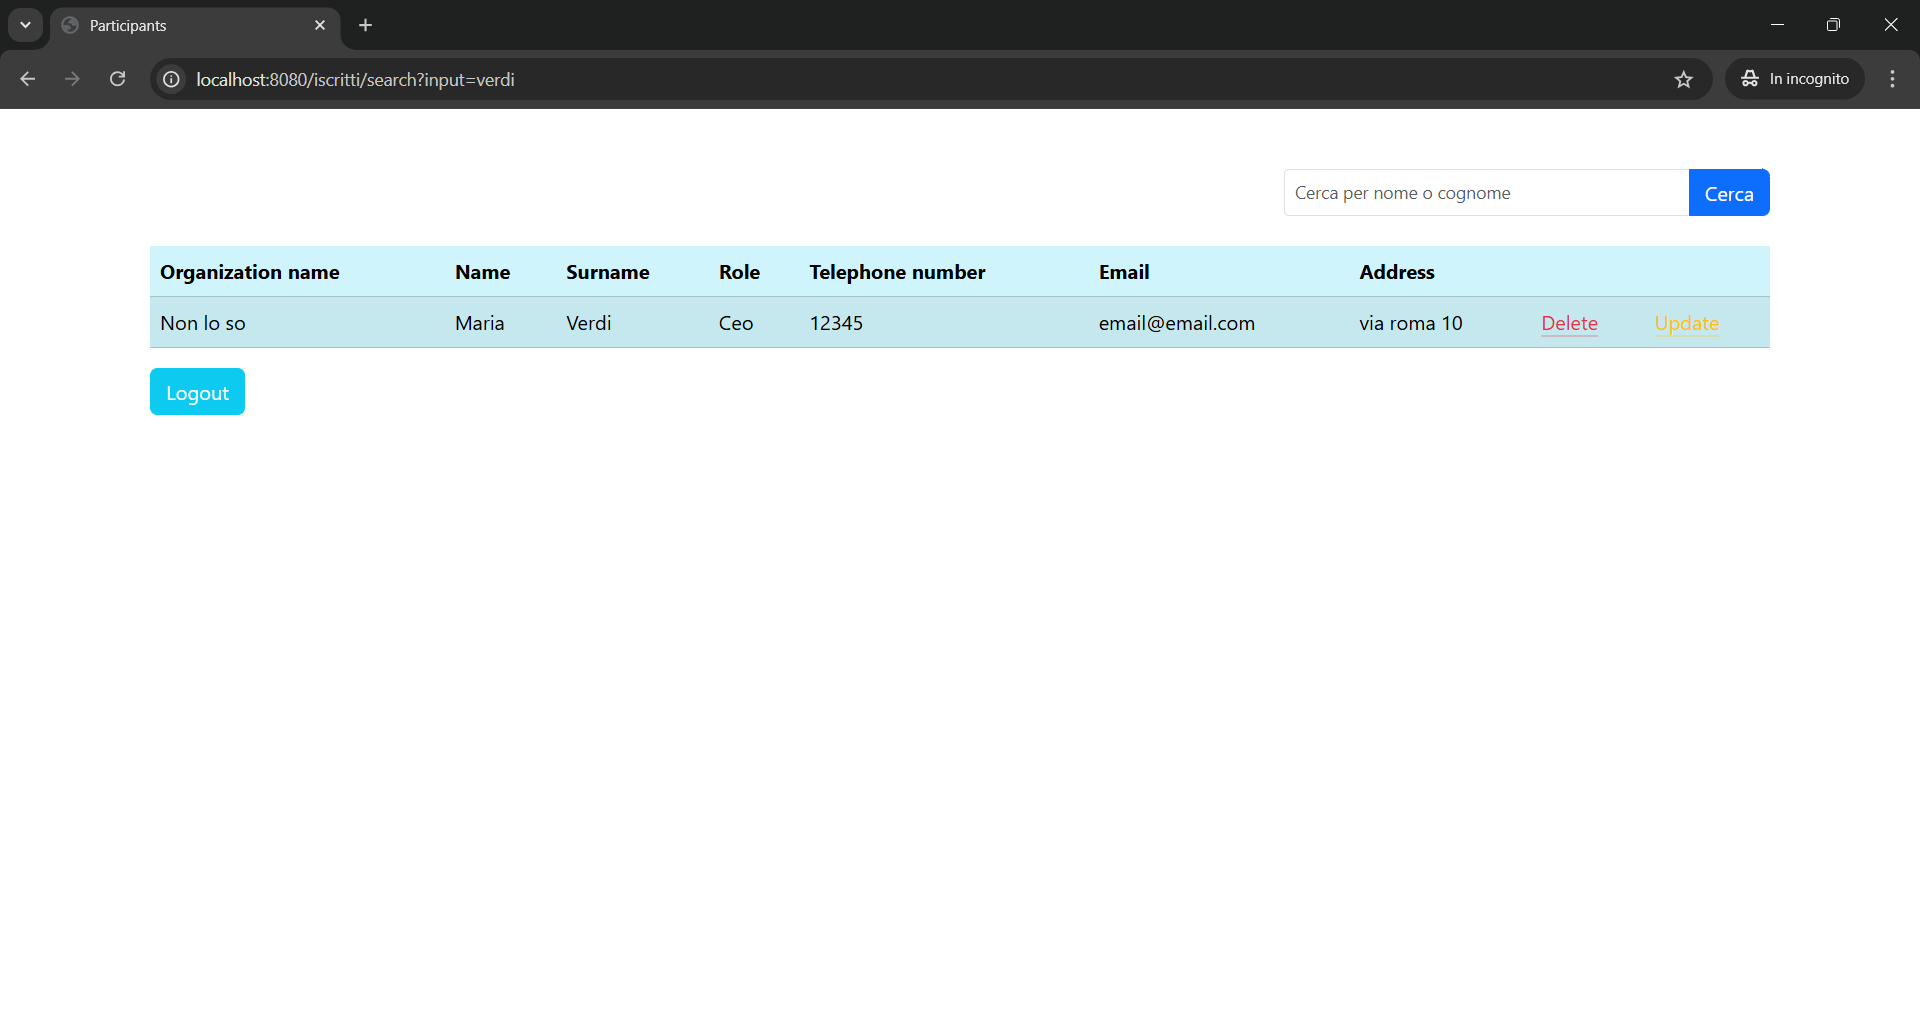 Participants
localhost:8080/iscritti/search?input=verdi
In incognito
Cerca per nome o cognome
Cerca
Organization name Name Surname Role Telephone number Email Address
Non lo so Maria Verdi Ceo 12345 email@email.com via roma 10 Delete Update
Logout